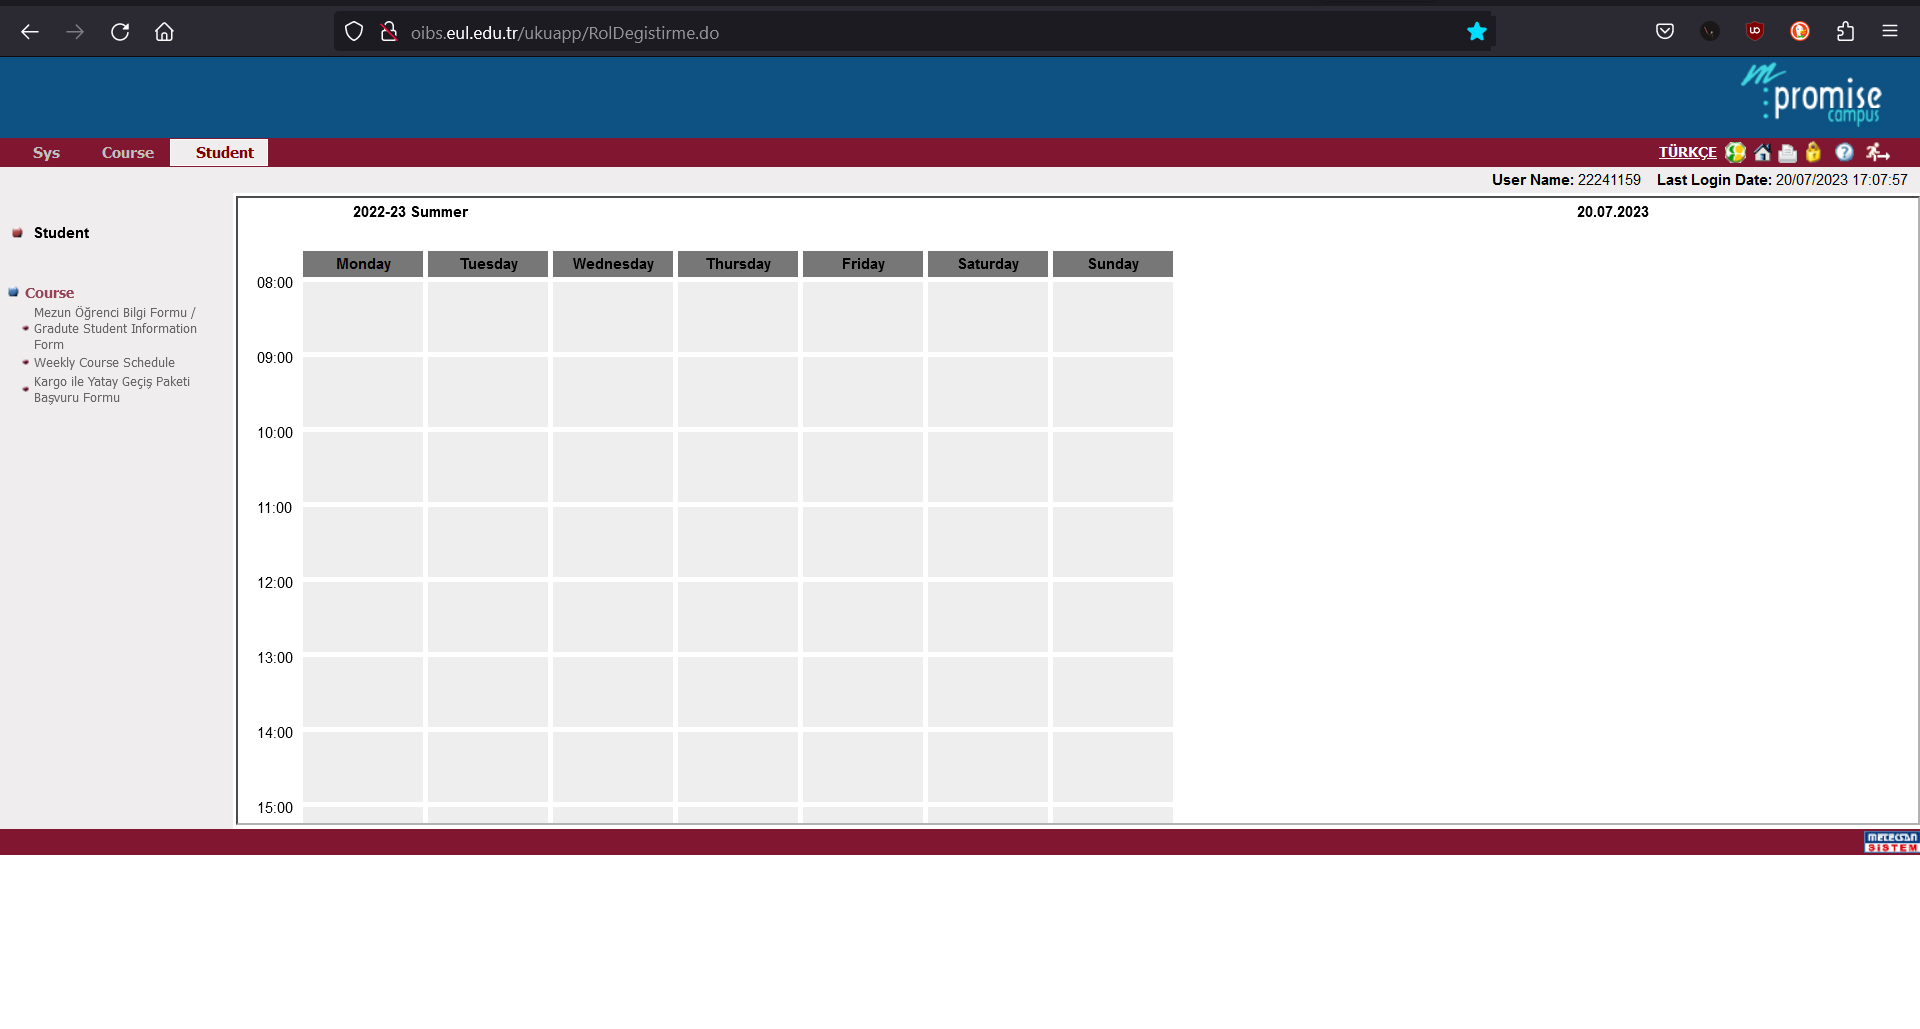 oibs.eul.edu.tr/ukuapp/RolDegistirme.do
m promise
campus
Sys Course Student TÜRKÇE
User Name: 22241159 Last Login Date: 20/07/2023 17:07:57
Student
Course
Mezun Öğrenci Bilgi Formu /
Gradute Student Information
Form
Weekly Course Schedule
Kargo ile Yatay Geçiş Paketi
Başvuru Formu
2022-23 Summer 20.07.2023
Monday Tuesday Wednesday Thursday Friday Saturday Sunday
08:00
09:00
10:00
11:00
12:00
13:00
14:00
15:00
meteksan
SİSTEM